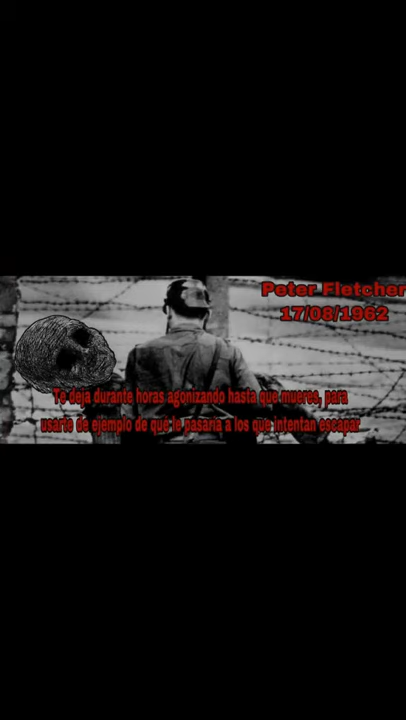 Peter Fletcher
17/08/1962
Te deja durante horas agonizando hasta que mueres, para
usarte de ejemplo de que le pasaria a los que intentan escapar